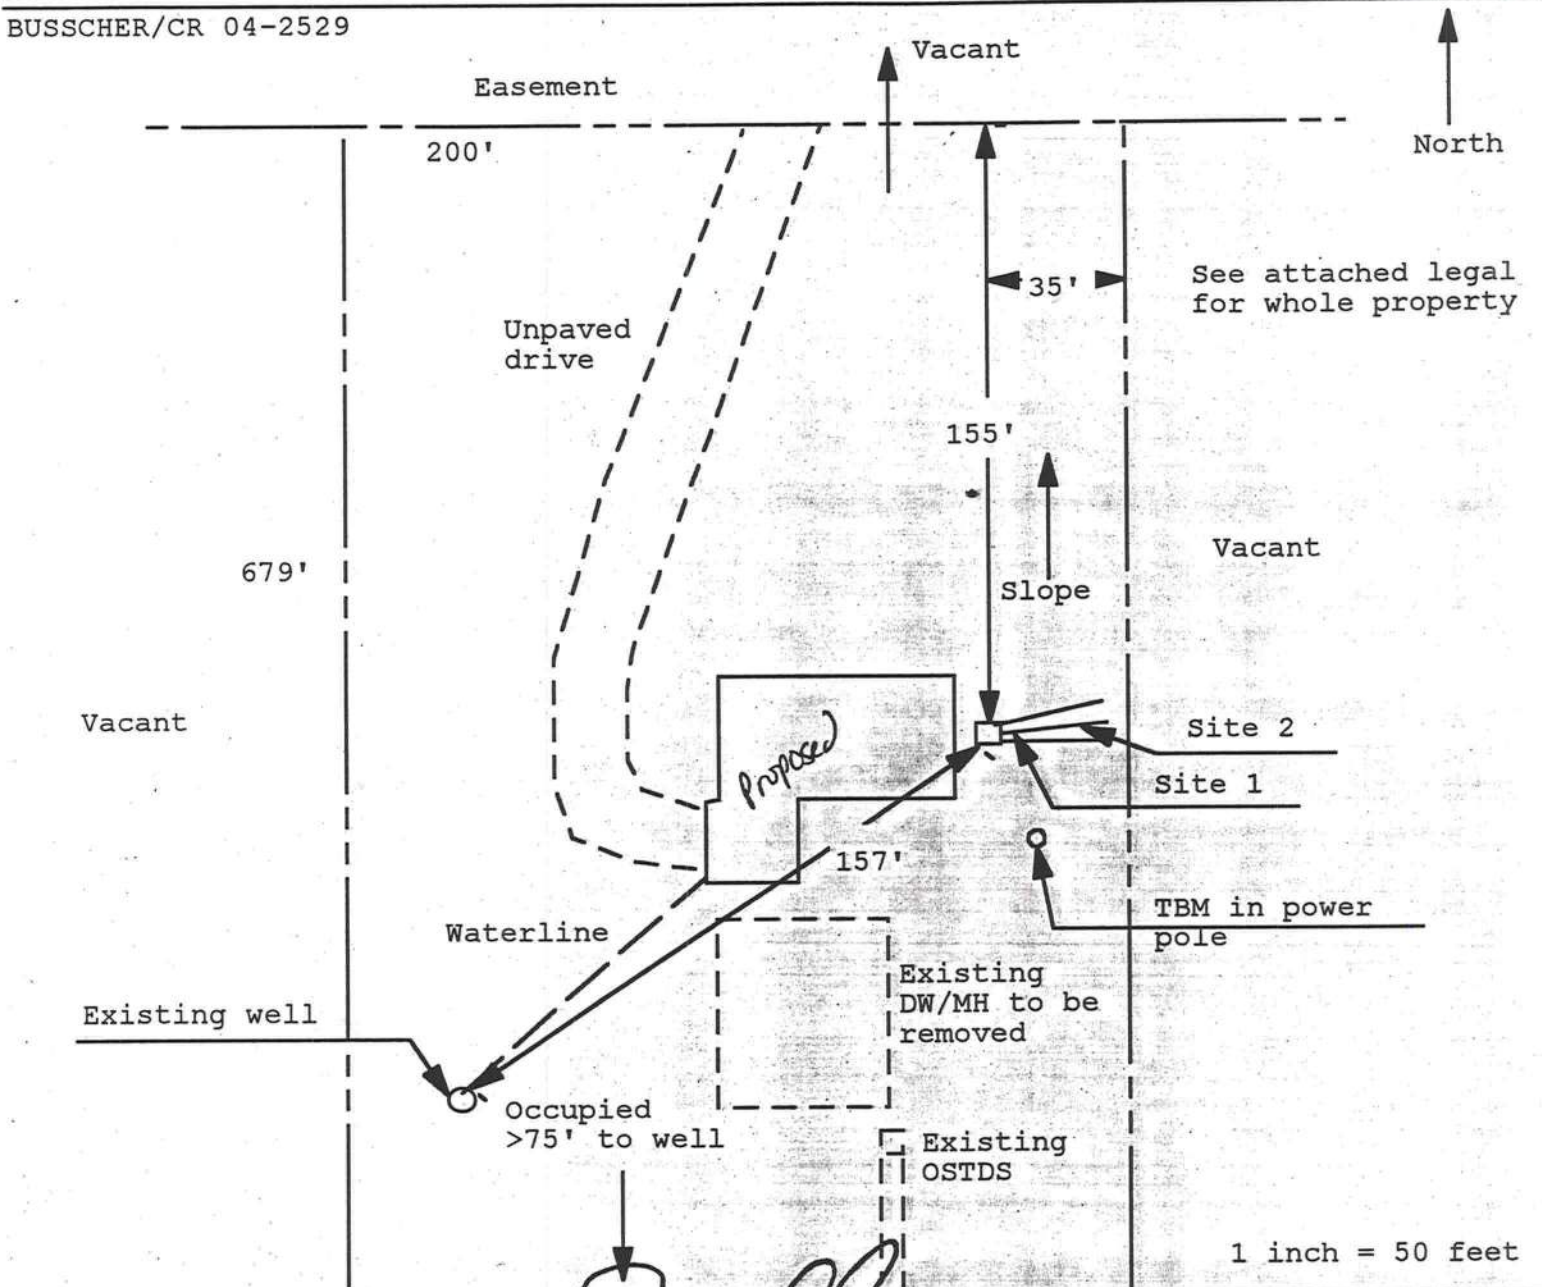 BUSSCHER/CR 04-2529
Vacant
Easement
North
200'
35'
See attached legal
for whole property
Unpaved
drive
155'
Vacant
679'
Slope
Vacant
Site 2
Proposed
Site 1
157'
TBM in power
pole
Waterline
Existing
DW/MH to be
removed
Existing well
Occupied
>75' to well
Existing
OSTDS
1 inch = 50 feet